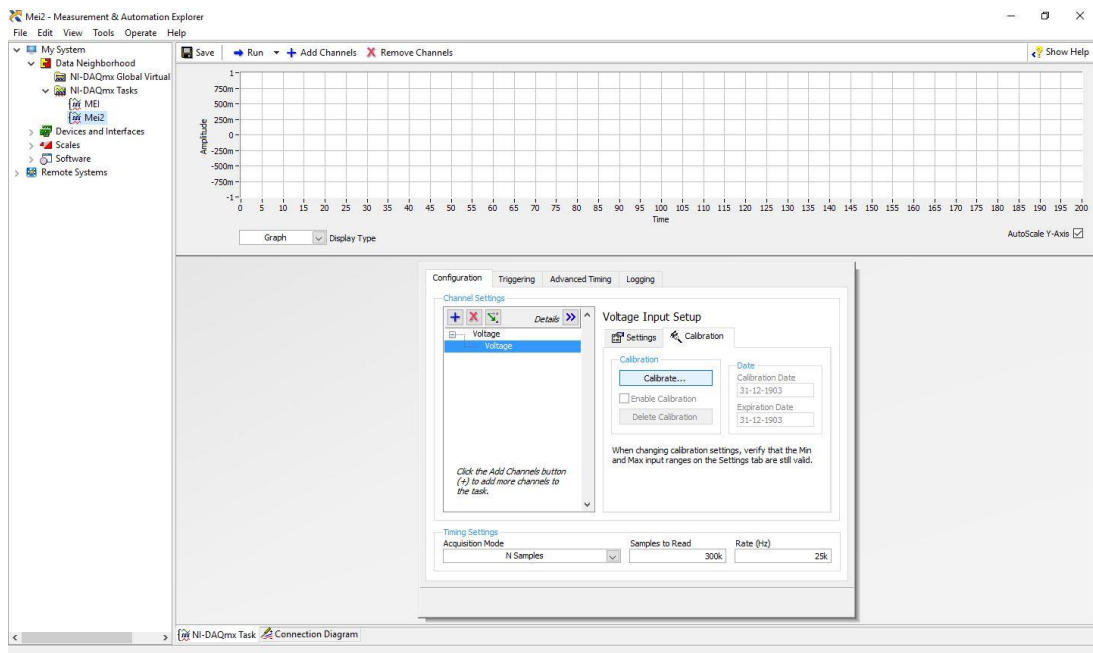 Mei2 - Measurement & Automation Explorer
File Edit View Tools Operate Help
My System
Data Neighborhood
NI-DAQmx Global Virtual
NI-DAQmx Tasks
MEI
Mei2
Devices and Interfaces
Scales
Software
Remote Systems
Save Run Add Channels Remove Channels Show Help
1
750m
500m
250m
0
-250m
-500m
-750m
-1
Amplitude
0 5 10 15 20 25 30 35 40 45 50 55 60 65 70 75 80 85 90 95 100 105 110 115 120 125 130 135 140 145 150 155 160 165 170 175 180 185 190 195 200
Time
Graph Display Type AutoScale Y-Axis
Configuration Triggering Advanced Timing Logging
Channel Settings
Details
Voltage
Voltage
Click the Add Channels button
(+) to add more channels to
the task.
Voltage Input Setup
Settings Calibration
Calibration
Calibrate...
Enable Calibration
Delete Calibration
Date
Calibration Date
31-12-1903
Expiration Date
31-12-1903
When changing calibration settings, verify that the Min
and Max input ranges on the Settings tab are still valid.
Timing Settings
Acquisition Mode Samples to Read Rate (Hz)
N Samples 300k 25k
NI-DAQmx Task Connection Diagram